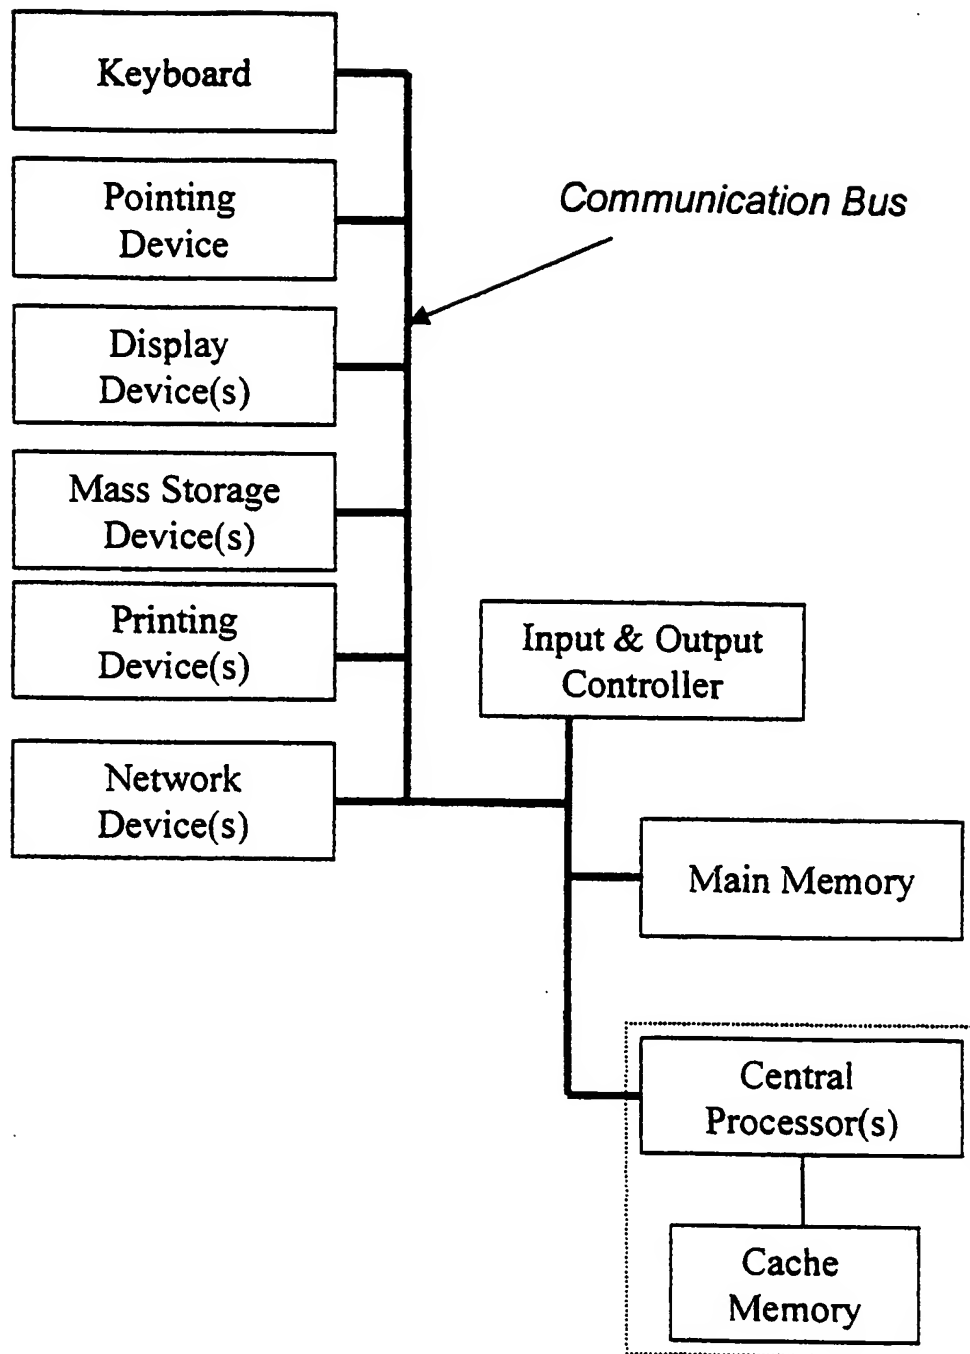 Keyboard
Pointing
Device
Communication Bus
Display
Device(s)
Mass Storage
Device(s)
Printing
Device(s)
Input & Output
Controller
Network
Device(s)
Main Memory
Central
Processor(s)
Cache
Memory